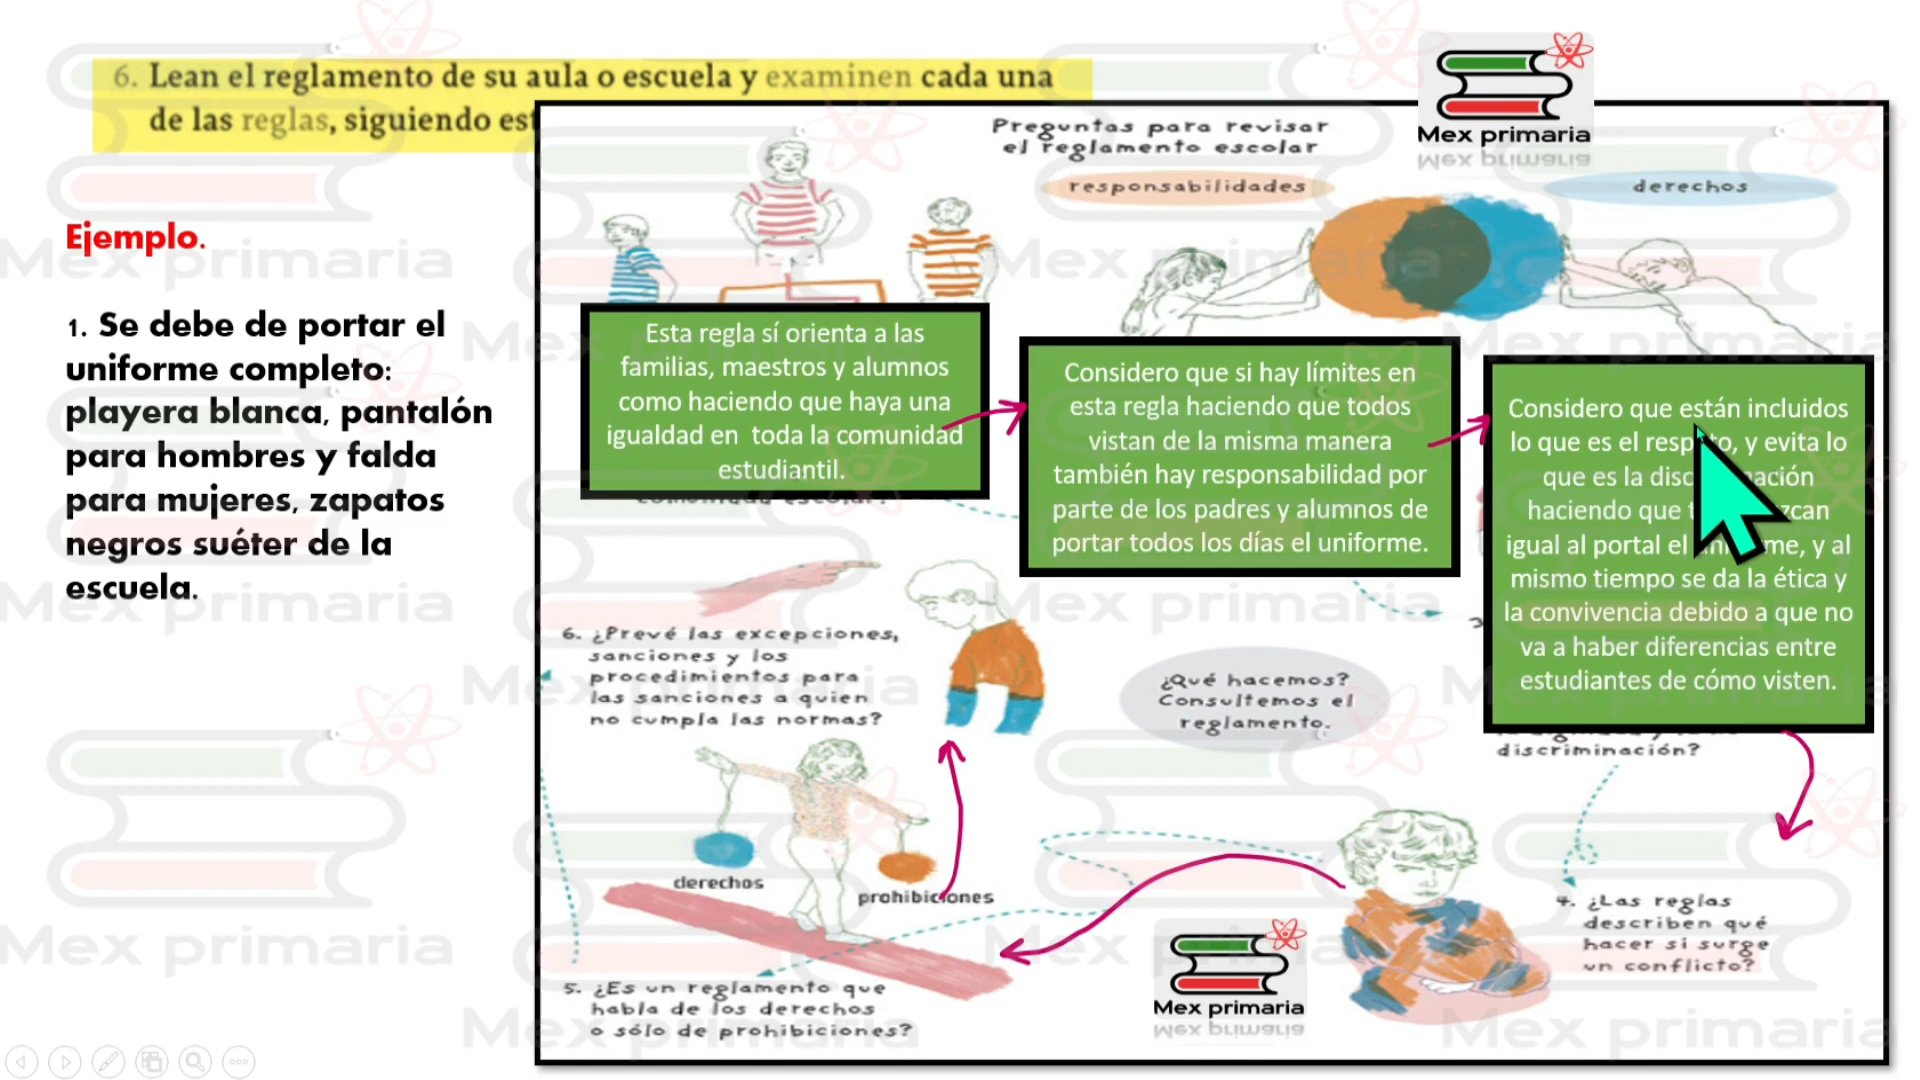 6. Lean el reglamento de su aula o escuela y examinen cada una
de las reglas, siguiendo est
Ejemplo.
1. Se debe de portar el
uniforme completo:
playera blanca, pantalón
para hombres y falda
para mujeres, zapatos
negros suéter de la
escuela.
Mex primaria
Preguntas para revisar
el reglamento escolar
responsabilidades
derechos
Esta regla sí orienta a las
familias, maestros y alumnos
como haciendo que haya una
igualdad en toda la comunidad
estudiantil.
Considero que si hay límites en
esta regla haciendo que todos
vistan de la misma manera
también hay responsabilidad por
parte de los padres y alumnos de
portar todos los días el uniforme.
Considero que están incluidos
lo que es el respeto, y evita lo
que es la
haciendo que
igual al portal el me, y al
mismo tiempo se da la ética y
la convivencia debido a que no
va a haber diferencias entre
estudiantes de cómo visten.
discriminación?
6. ¿Prevé las excepciones,
sanciones y los
procedimientos para
las sanciones a quien
no cumpla las normas?
¿Qué hacemos?
Consultemos el
reglamento.
derechos
prohibiciones
4. ¿Las reglas
describen qué
hacer si surge
un conflicto?
5. ¿Es un reglamento que
habla de los derechos
o sólo de prohibiciones?
Mex primaria